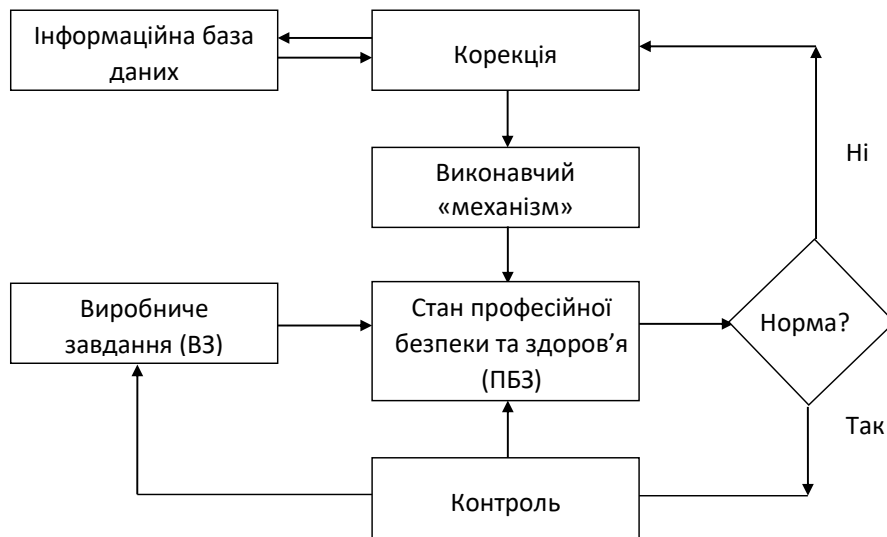 Інформаційна база
даних
Корекція
Ні
Виконавчий
«механізм»
Виробниче
завдання (ВЗ)
Стан професійної
безпеки та здоров’я
(ПБЗ)
Норма?
Так
Контроль